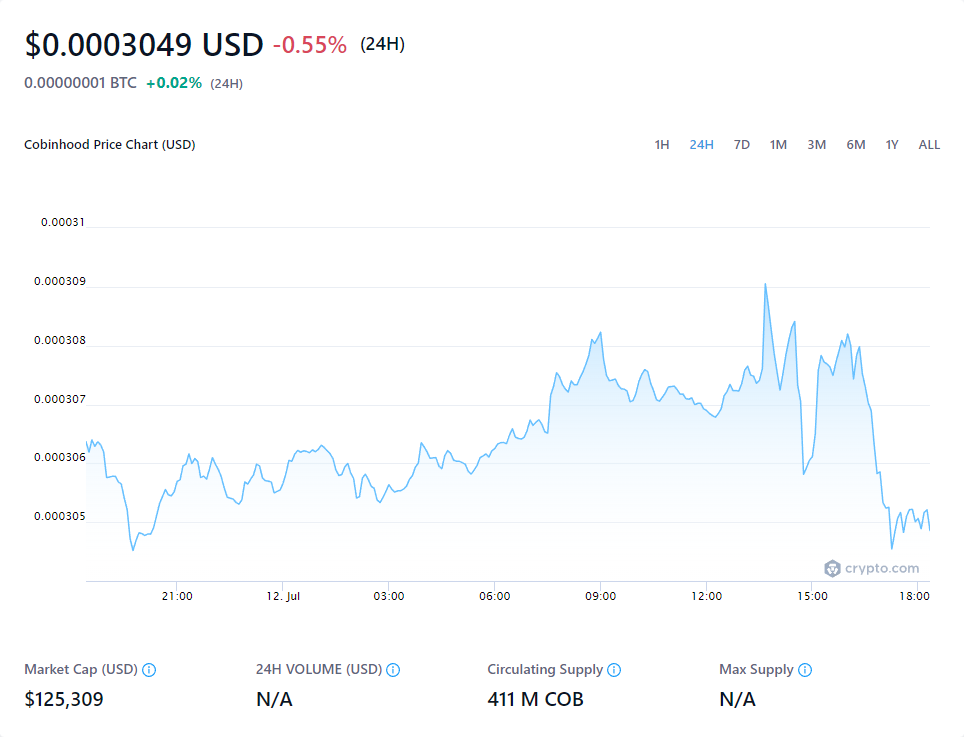 $0.0003049 USD -0.55% (24H)
0.00000001 BTC +0.02% (24H)
Cobinhood Price Chart (USD) 1H 24H 7D 1M 3M 6M 1Y ALL
0.00031
0.000309
0.000308
0.000307
0.000306
0.000305
crypto.com
21:00 12. Jul 03:00 06:00 09:00 12:00 15:00 18:00
Market Cap (USD) 24H VOLUME (USD) Circulating Supply Max Supply
$125,309 N/A 411 M COB N/A